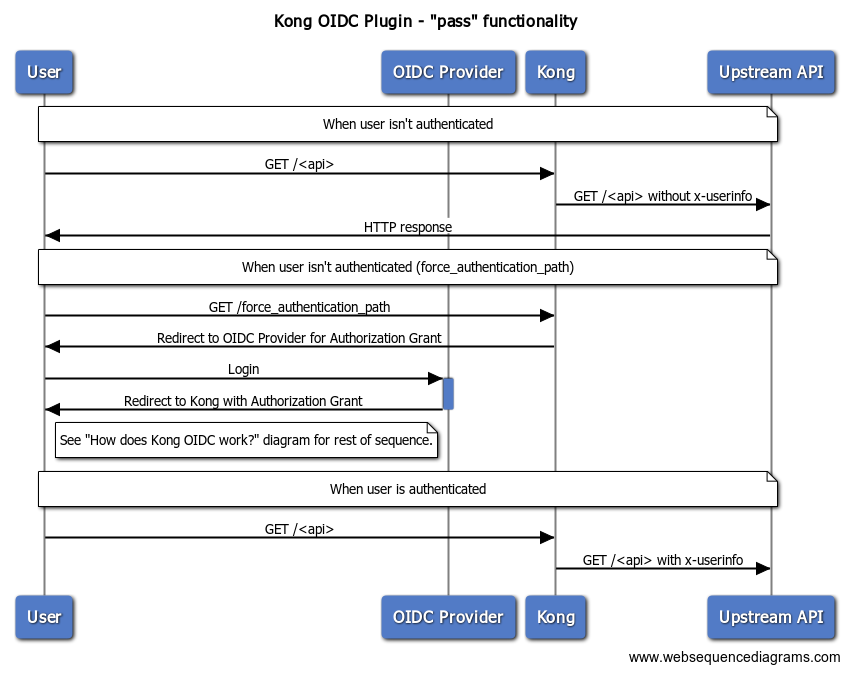 Kong OIDC Plugin - "pass" functionality
User
OIDC Provider
Kong
Upstream API
When user isn't authenticated
GET /<api>
GET /<api> without x-userinfo
HTTP response
When user isn't authenticated (force_authentication_path)
GET /force_authentication_path
Redirect to OIDC Provider for Authorization Grant
Login
Redirect to Kong with Authorization Grant
See "How does Kong OIDC work?" diagram for rest of sequence.
When user is authenticated
GET /<api>
GET /<api> with x-userinfo
User
OIDC Provider
Kong
Upstream API
www.websequencediagrams.com